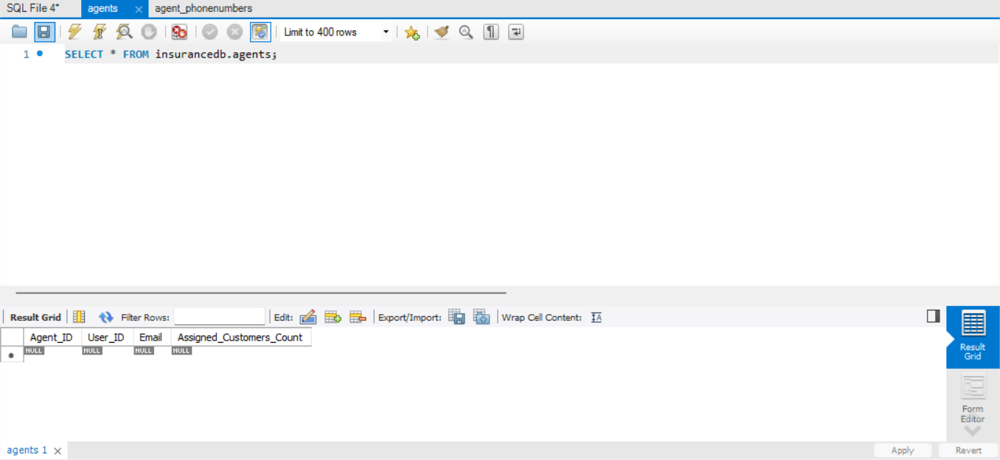 SQL File 4* agents agent_phonenumbers
Limit to 400 rows
1 SELECT * FROM insurancedb.agents;
Result Grid Filter Rows: Edit: Export/Import: Wrap Cell Content:
Agent_ID User_ID Email Assigned_Customers_Count
NULL NULL NULL NULL
Result
Grid
Form
Editor
agents 1 Apply Revert